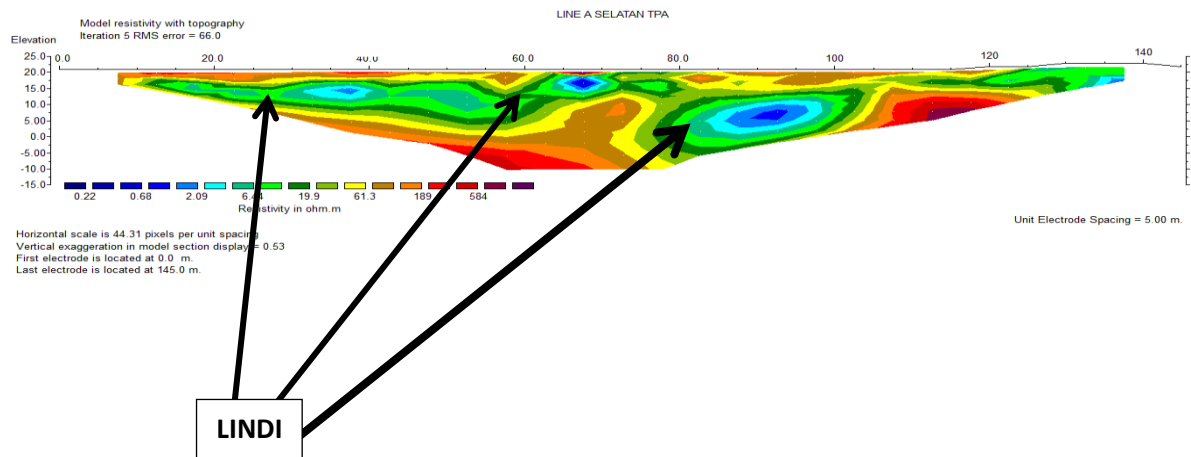 LINE A SELATAN TPA
Model resistivity with topography
Iteration 5 RMS error = 66.0
Elevation
0.0 20.0 40.0 60.0 80.0 100.0 120 140
25.0
20.0
15.0
10.0
5.00
0.0
-5.00
-10.0
-15.0
0.22 0.68 2.09 19.9 61.3 189 584
Resistivity in ohm.m
Unit Electrode Spacing = 5.00 m.
Horizontal scale is 44.31 pixels per unit spacing
Vertical exaggeration in model section display = 0.53
First electrode is located at 0.0 m.
Last electrode is located at 145.0 m.
LINDI